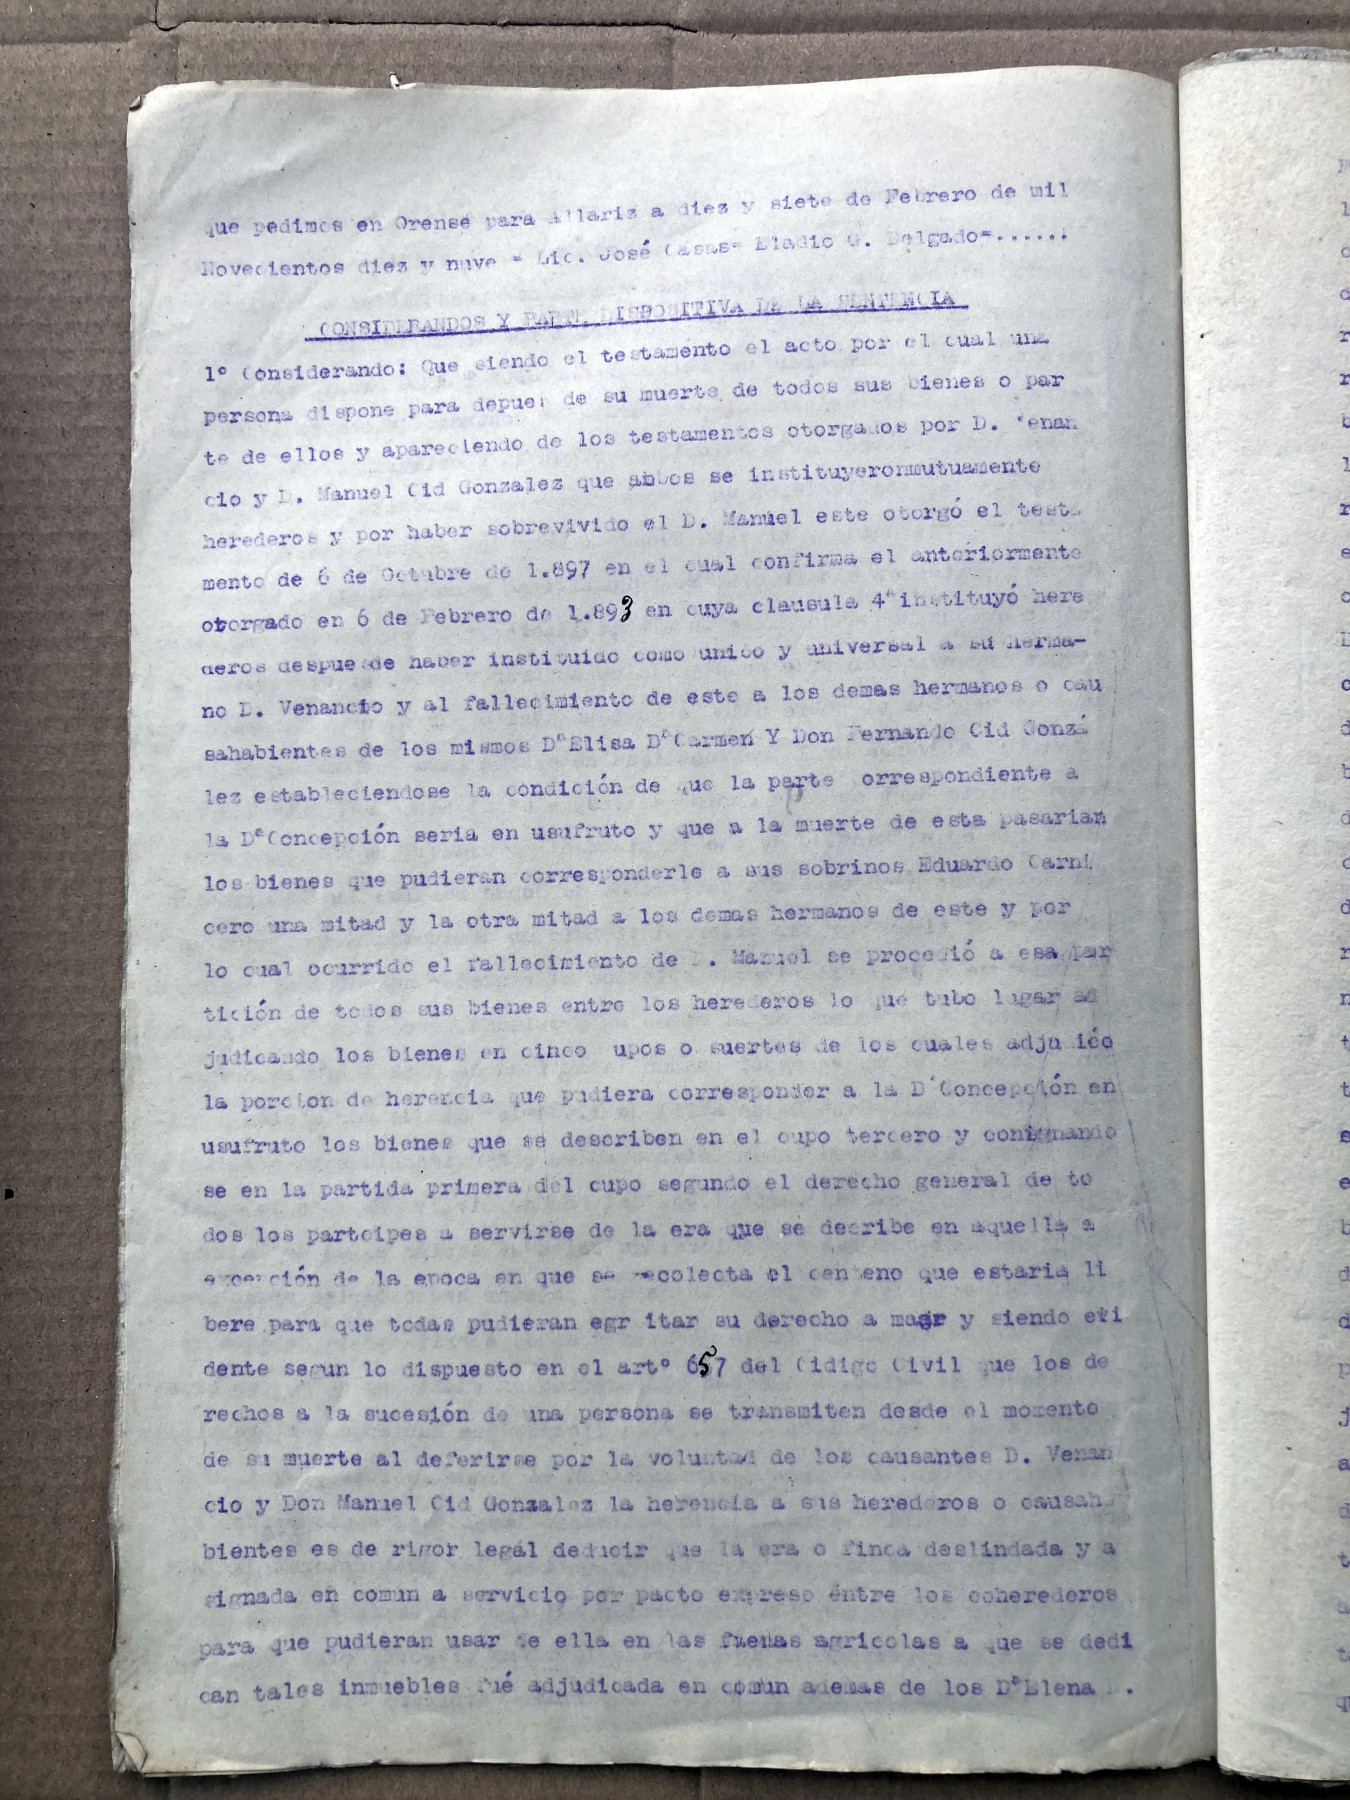 que pedimos en Orense para Allariz a diez y siete de Febrero de mil
Novecientos diez y nuve = Lic. José Casas= Eladio G. Delgado=......
CONSIDERANDOS Y PARTE DISPOSITIVA DE LA SENTENCIA
1º Considerando: Que siendo el testamento el acto por el cual una
persona dispone para depues de su muerte de todos sus bienes o par
te de ellos y apareciendo de los testamentos otorgados por D. Venan
cio y D. Manuel Cid Gonzalez que ambos se instituyeronmutuamente
herederos y por haber sobrevivido el D. Manuel este otorgó el testa
mento de 6 de Octubre de 1.897 en el cual confirma el anteriormente
otorgado en 6 de Febrero de 1.893 en cuya clausula 4ª instituyó here
deros despuesde haber instituido como unico y universal a su herma-
no D. Venancio y al fallecimiento de este a los demas hermanos o cau
sahabientes de los mismos DªElisa DªCarmen Y Don Fernando Cid Gonzá
lez estableciendose la condición de que la parte orrespondiente a
la DªConcepción seria en usufruto y que a la muerte de esta pasarian
los bienes que pudieran corresponderle a sus sobrinos Eduardo Carni
cero una mitad y la otra mitad a los demas hermanos de este y por
lo cual ocurrido el fallecimiento de D. Manuel se procedió a esa par
tición de todos sus bienes entre los herederos lo que tubo lugar ad
judicando los bienes en cinco upos o suertes de los cuales adjudicó
la porcion de herencia que pudiera corresponder a la DªConcepción en
usufruto los bienes que se describen en el cupo tercero y conignando
se en la partida primera del cupo segundo el derecho general de to
dos los partcipes a servirse de la era que se decribe en aquella a
excepción de la epoca en que se recolecta el centeno que estaria li
bere para que todas pudieran egr itar su derecho a masr y siendo evi
dente segun lo dispuesto en el artº 657 del Cidigo Civil que los de
rechos a la sucesión de una persona se transmiten desde el momento
de su muerte al deferirse por la voluntad de los causantes D. Venan
cio y Don Manuel Cid Gonzalez la herencia a sus herederos o causaha
bientes es de rigor legal deducir que la era o finca deslindada y a
signada en comun a servicio por pacto expreso entre los coherederos
para que pudieran usar de ella en las faenas agricolas a que se dedi
can tales inmuebles fué adjudicada en comun ademas de los DªElena D.